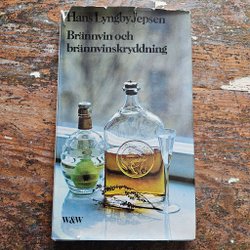 Hans Lyngby Jepsen
Brännvin och
brännvinskryddning
W&W